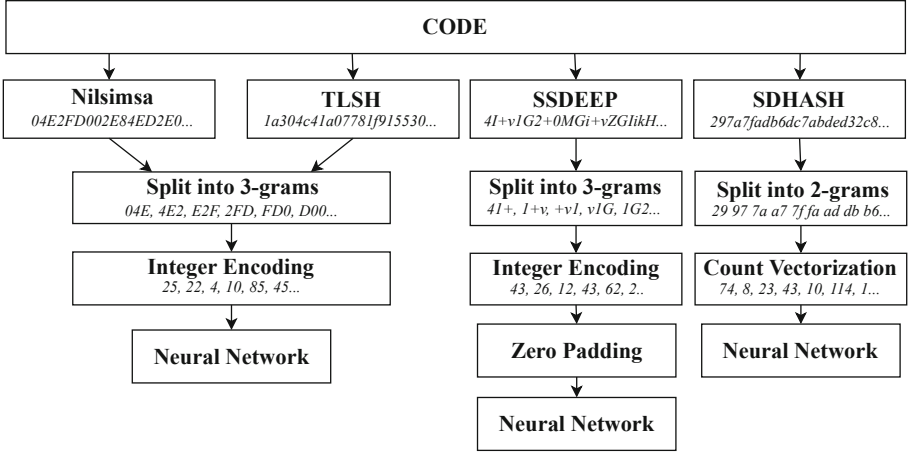 CODE
Nilsimsa
04E2FD002E84ED2E0...
TLSH
1a304c41a07781f915530...
SSDEEP
4I+v1G2+0MGi+vZGIikH...
SDHASH
297a7fadb6dc7abded32c8...
Split into 3-grams
04E, 4E2, E2F, 2FD, FD0, D00...
Split into 3-grams
41+, 1+v, +v1, v1G, 1G2...
Split into 2-grams
29 97 7a a7 7f fa ad db b6...
Integer Encoding
25, 22, 4, 10, 85, 45...
Integer Encoding
43, 26, 12, 43, 62, 2..
Count Vectorization
74, 8, 23, 43, 10, 114, 1...
Neural Network
Zero Padding
Neural Network
Neural Network